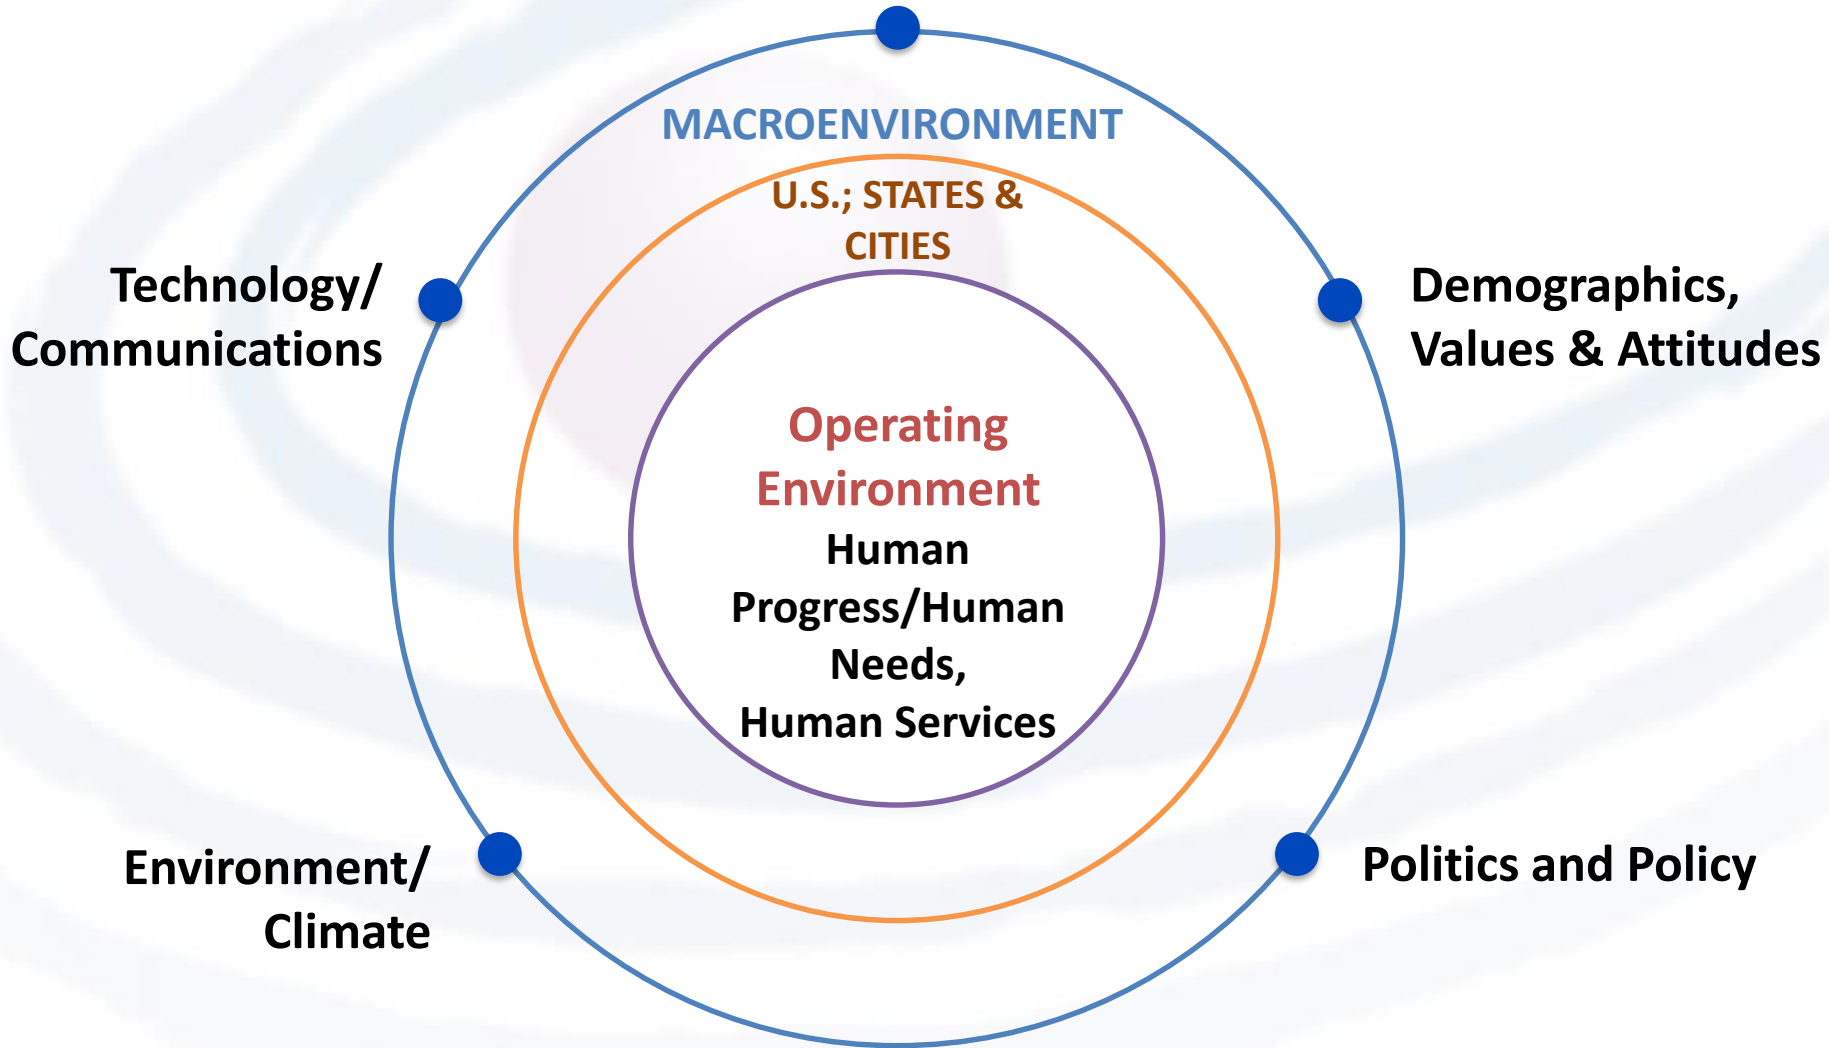 MACROENVIRONMENT
U.S.; STATES &
CITIES
Technology/
Communications
Demographics,
Values & Attitudes
Operating
Environment
Human
Progress/Human
Needs,
Human Services
Environment/
Climate
Politics and Policy